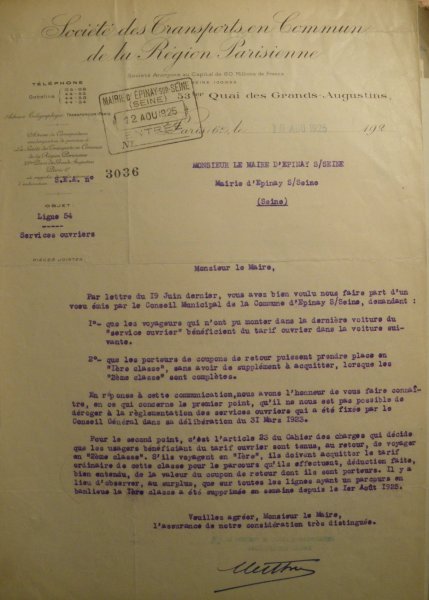 Société des Transports en Commun
de la Région Parisienne
Société Anonyme au Capital de 50 Millions de Francs
TÉLÉPHONE
53 ter Quai des Grands-Augustins
MAIRIE D'ÉPINAY-SUR-SEINE
(SEINE)
12 AOU 1925
ENTRÉE
N°
Paris, 6e, le AOU 1925 192
MONSIEUR LE MAIRE D'EPINAY S/SEINE
Mairie d'Epinay S/Seine
(Seine)
S.E.A. N° 3036
OBJET:
Ligne 54
Services ouvriers
PIÈCES JOINTES:
Monsieur le Maire,
Par lettre du 19 Juin dernier, vous avez bien voulu nous faire part d'un
voeu émis par le Conseil Municipal de la Commune d'Epinay S/Seine, demandant :
1°- que les voyageurs qui n'ont pu monter dans la dernière voiture du
"service ouvrier" bénéficient du tarif ouvrier dans la voiture sui-
vante.
2°- que les porteurs de coupons de retour puissent prendre place en
"1ère classe", sans avoir de supplément à acquitter, lorsque les
"2ème classe" sont complètes.
En réponse à cette communication, nous avons l'honneur de vous faire connaî-
tre, en ce qui concerne le premier point, qu'il ne nous est pas possible de
déroger à la règlementation des services ouvriers qui a été fixée par le
Conseil Général dans sa délibération du 31 Mars 1923.
Pour le second point, c'est l'article 23 du Cahier des charges qui décide
que les usagers bénéficiant du tarif ouvrier sont tenus, au retour, de voyager
en "2ème classe". S'ils voyagent en "1ère", ils doivent acquitter le tarif
ordinaire de cette classe pour le parcours qu'ils effectuent, déduction faite,
bien entendu, de la valeur du coupon de retour dont ils sont porteurs. Il y a
lieu d'observer, au surplus, que sur toutes les lignes ayant un parcours en
banlieue la 1ère classe a été supprimée en semaine depuis le 1er Août 1925.
Veuillez agréer, Monsieur le Maire,
l'assurance de notre considération très distinguée.